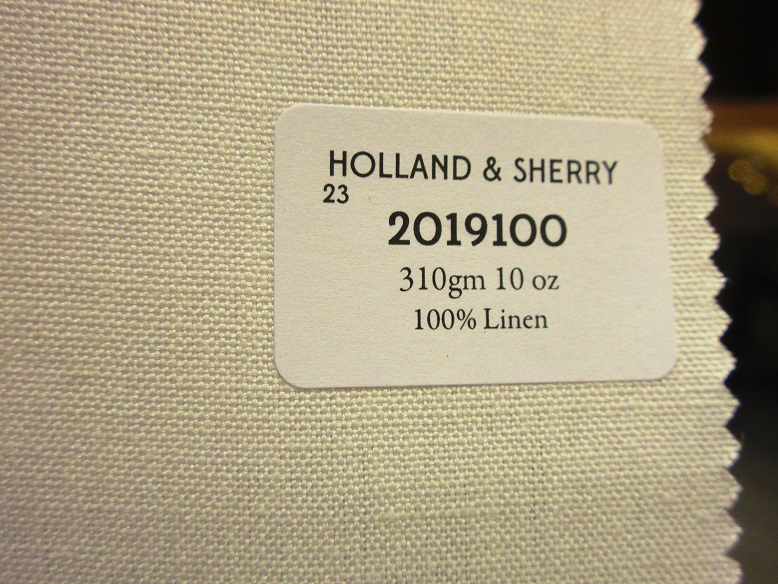 HOLLAND & SHERRY
23
2019100
310gm 10 oz
100% Linen